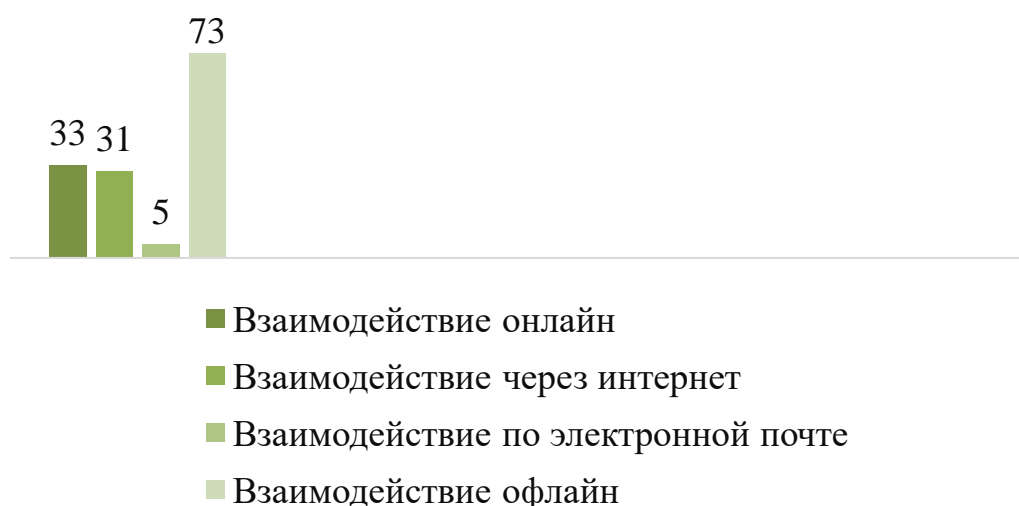 73
33 31
5
Взаимодействие онлайн
Взаимодействие через интернет
Взаимодействие по электронной почте
Взаимодействие офлайн